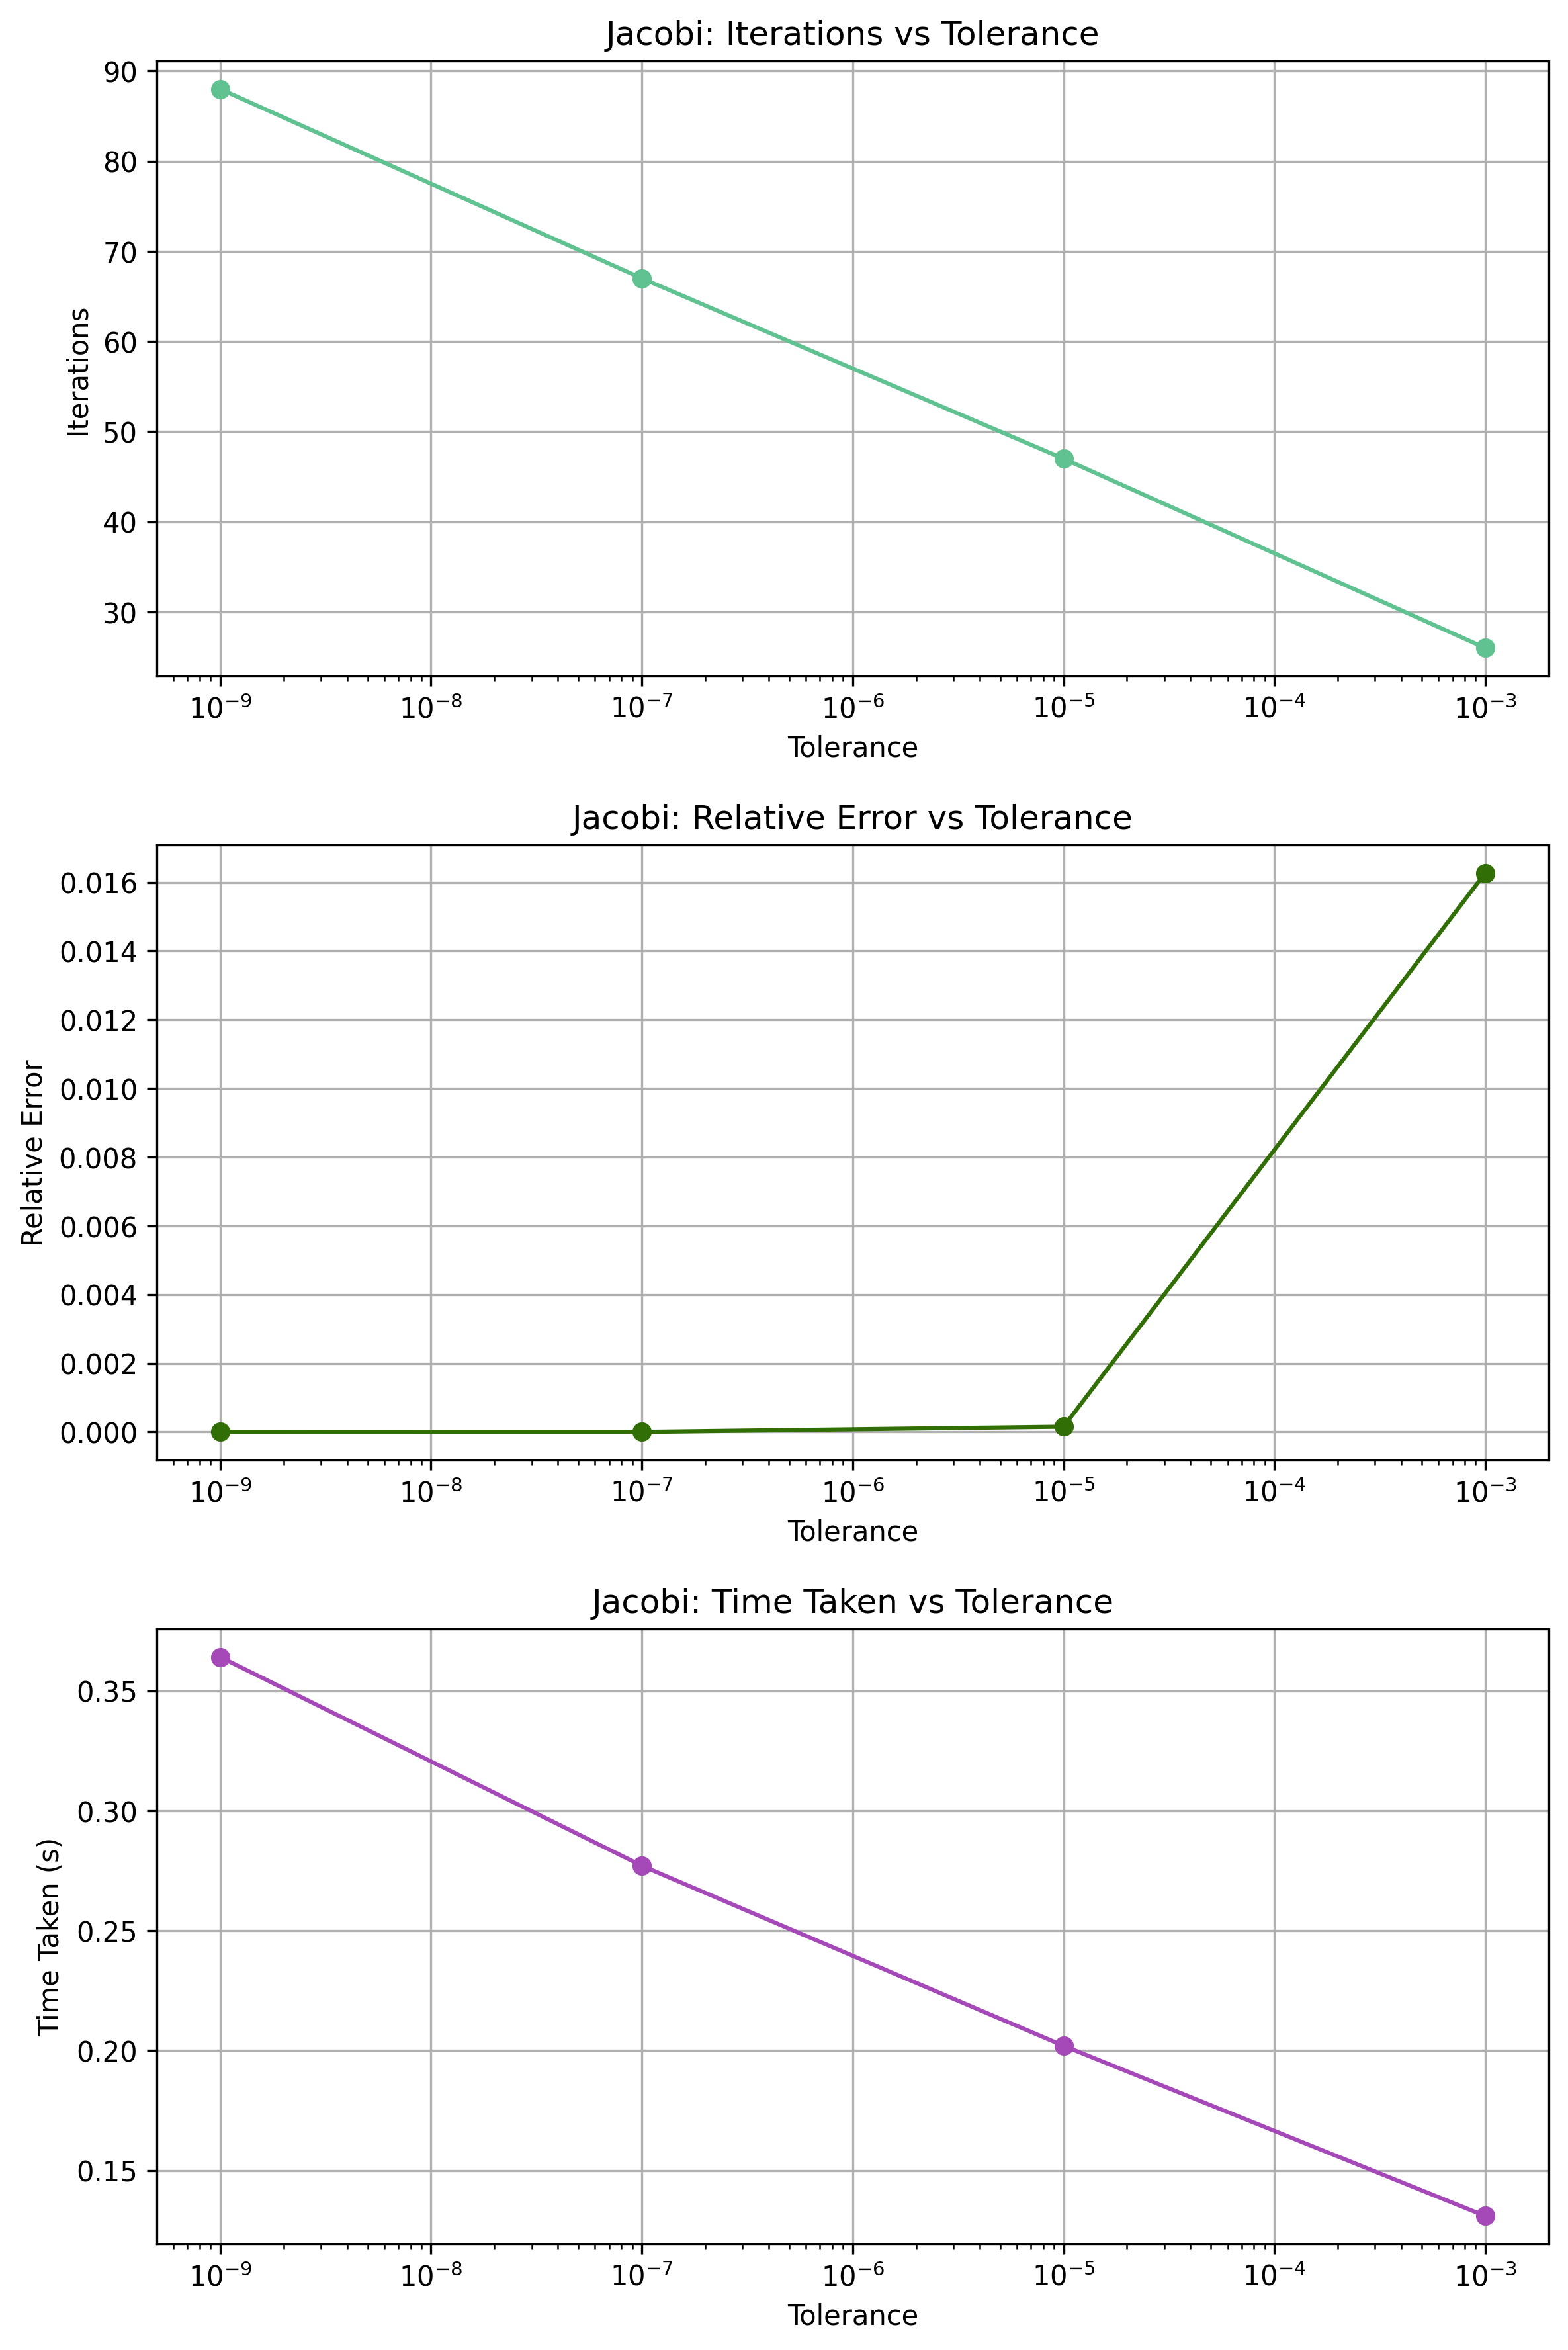 Jacobi: Iterations vs Tolerance
90
80
70
60
50
40
30
Iterations
10⁻⁹ 10⁻⁸ 10⁻⁷ 10⁻⁶ 10⁻⁵ 10⁻⁴ 10⁻³
Tolerance
Jacobi: Relative Error vs Tolerance
0.016
0.014
0.012
0.010
0.008
0.006
0.004
0.002
0.000
Relative Error
10⁻⁹ 10⁻⁸ 10⁻⁷ 10⁻⁶ 10⁻⁵ 10⁻⁴ 10⁻³
Tolerance
Jacobi: Time Taken vs Tolerance
0.35
0.30
0.25
0.20
0.15
Time Taken (s)
10⁻⁹ 10⁻⁸ 10⁻⁷ 10⁻⁶ 10⁻⁵ 10⁻⁴ 10⁻³
Tolerance